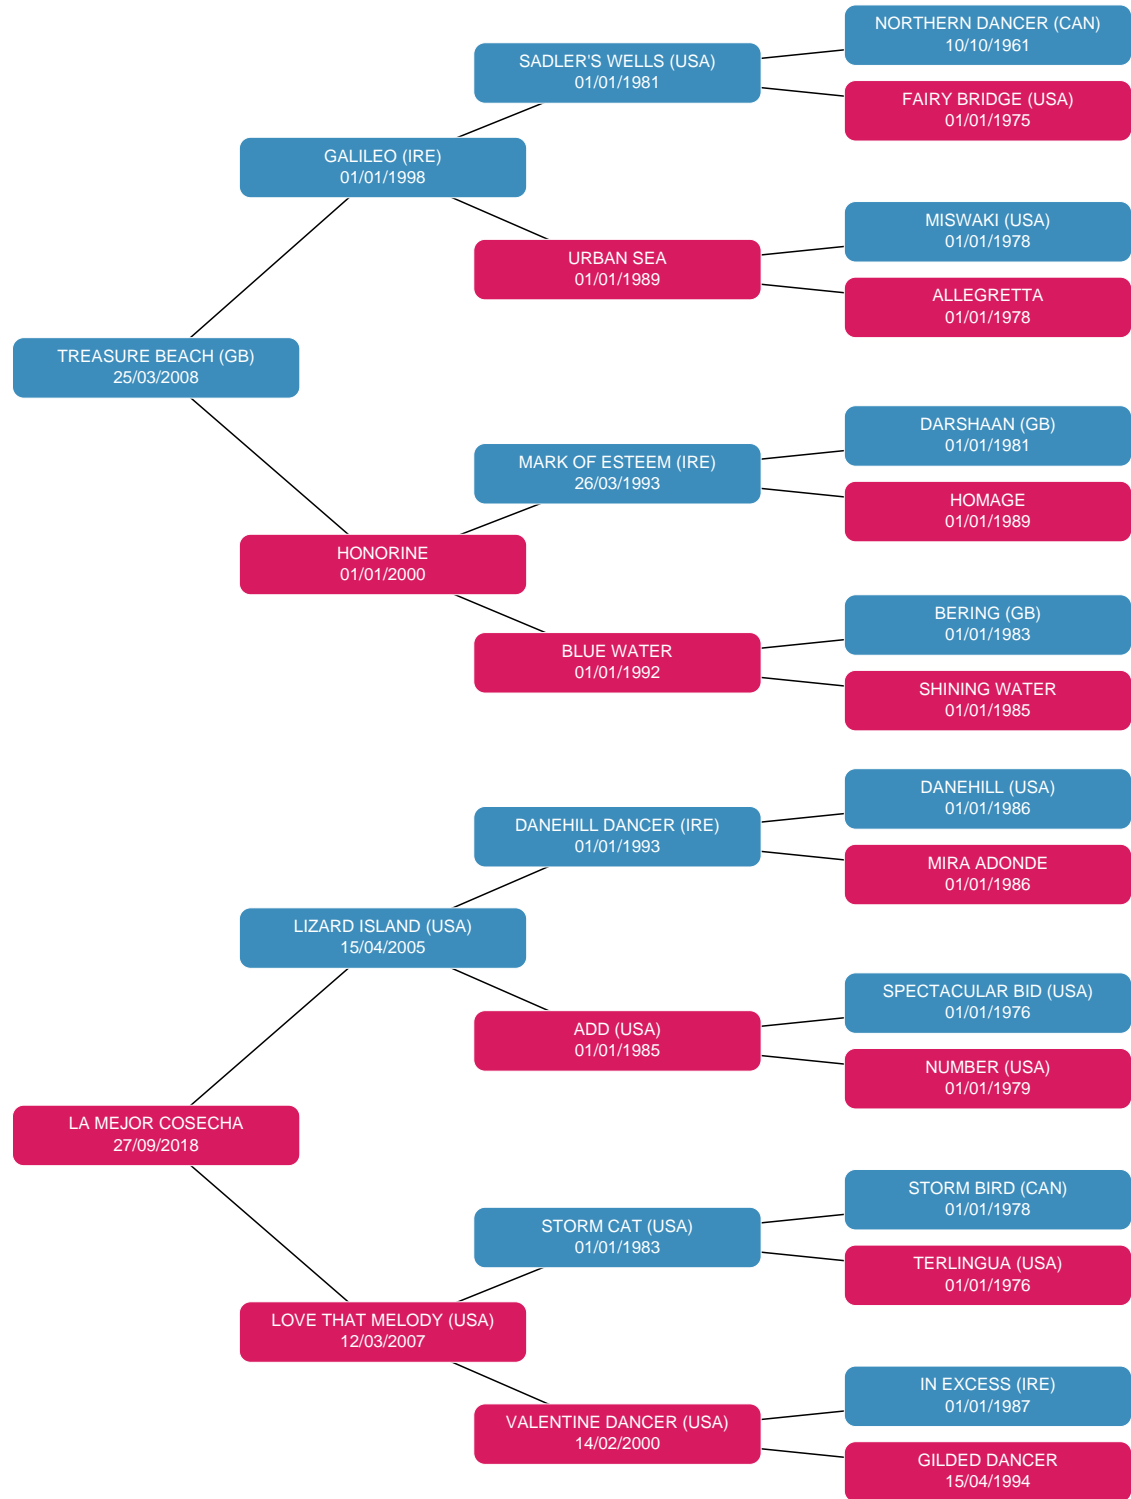 NORTHERN DANCER (CAN)
10/10/1961
SADLER'S WELLS (USA)
01/01/1981
FAIRY BRIDGE (USA)
01/01/1975
GALILEO (IRE)
01/01/1998
MISWAKI (USA)
01/01/1978
URBAN SEA
01/01/1989
ALLEGRETTA
01/01/1978
TREASURE BEACH (GB)
25/03/2008
DARSHAAN (GB)
01/01/1981
MARK OF ESTEEM (IRE)
26/03/1993
HOMAGE
01/01/1989
HONORINE
01/01/2000
BERING (GB)
01/01/1983
BLUE WATER
01/01/1992
SHINING WATER
01/01/1985
DANEHILL (USA)
01/01/1986
DANEHILL DANCER (IRE)
01/01/1993
MIRA ADONDE
01/01/1986
LIZARD ISLAND (USA)
15/04/2005
SPECTACULAR BID (USA)
01/01/1976
ADD (USA)
01/01/1985
NUMBER (USA)
01/01/1979
LA MEJOR COSECHA
27/09/2018
STORM BIRD (CAN)
01/01/1978
STORM CAT (USA)
01/01/1983
TERLINGUA (USA)
01/01/1976
LOVE THAT MELODY (USA)
12/03/2007
IN EXCESS (IRE)
01/01/1987
VALENTINE DANCER (USA)
14/02/2000
GILDED DANCER
15/04/1994